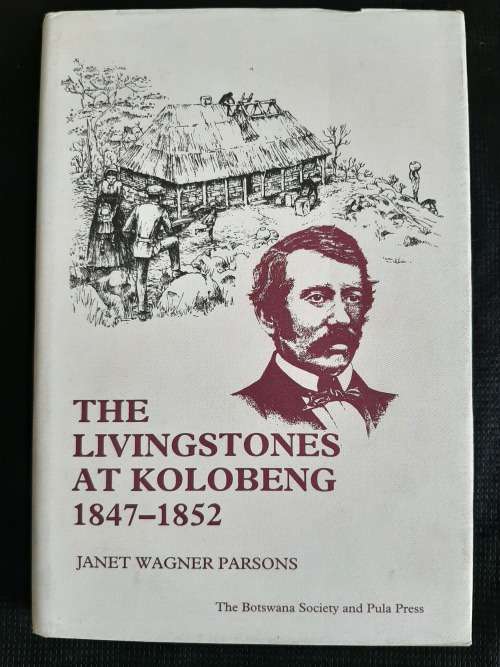 THE
LIVINGSTONES
AT KOLOBENG
1847–1852
JANET WAGNER PARSONS
The Botswana Society and Pula Press